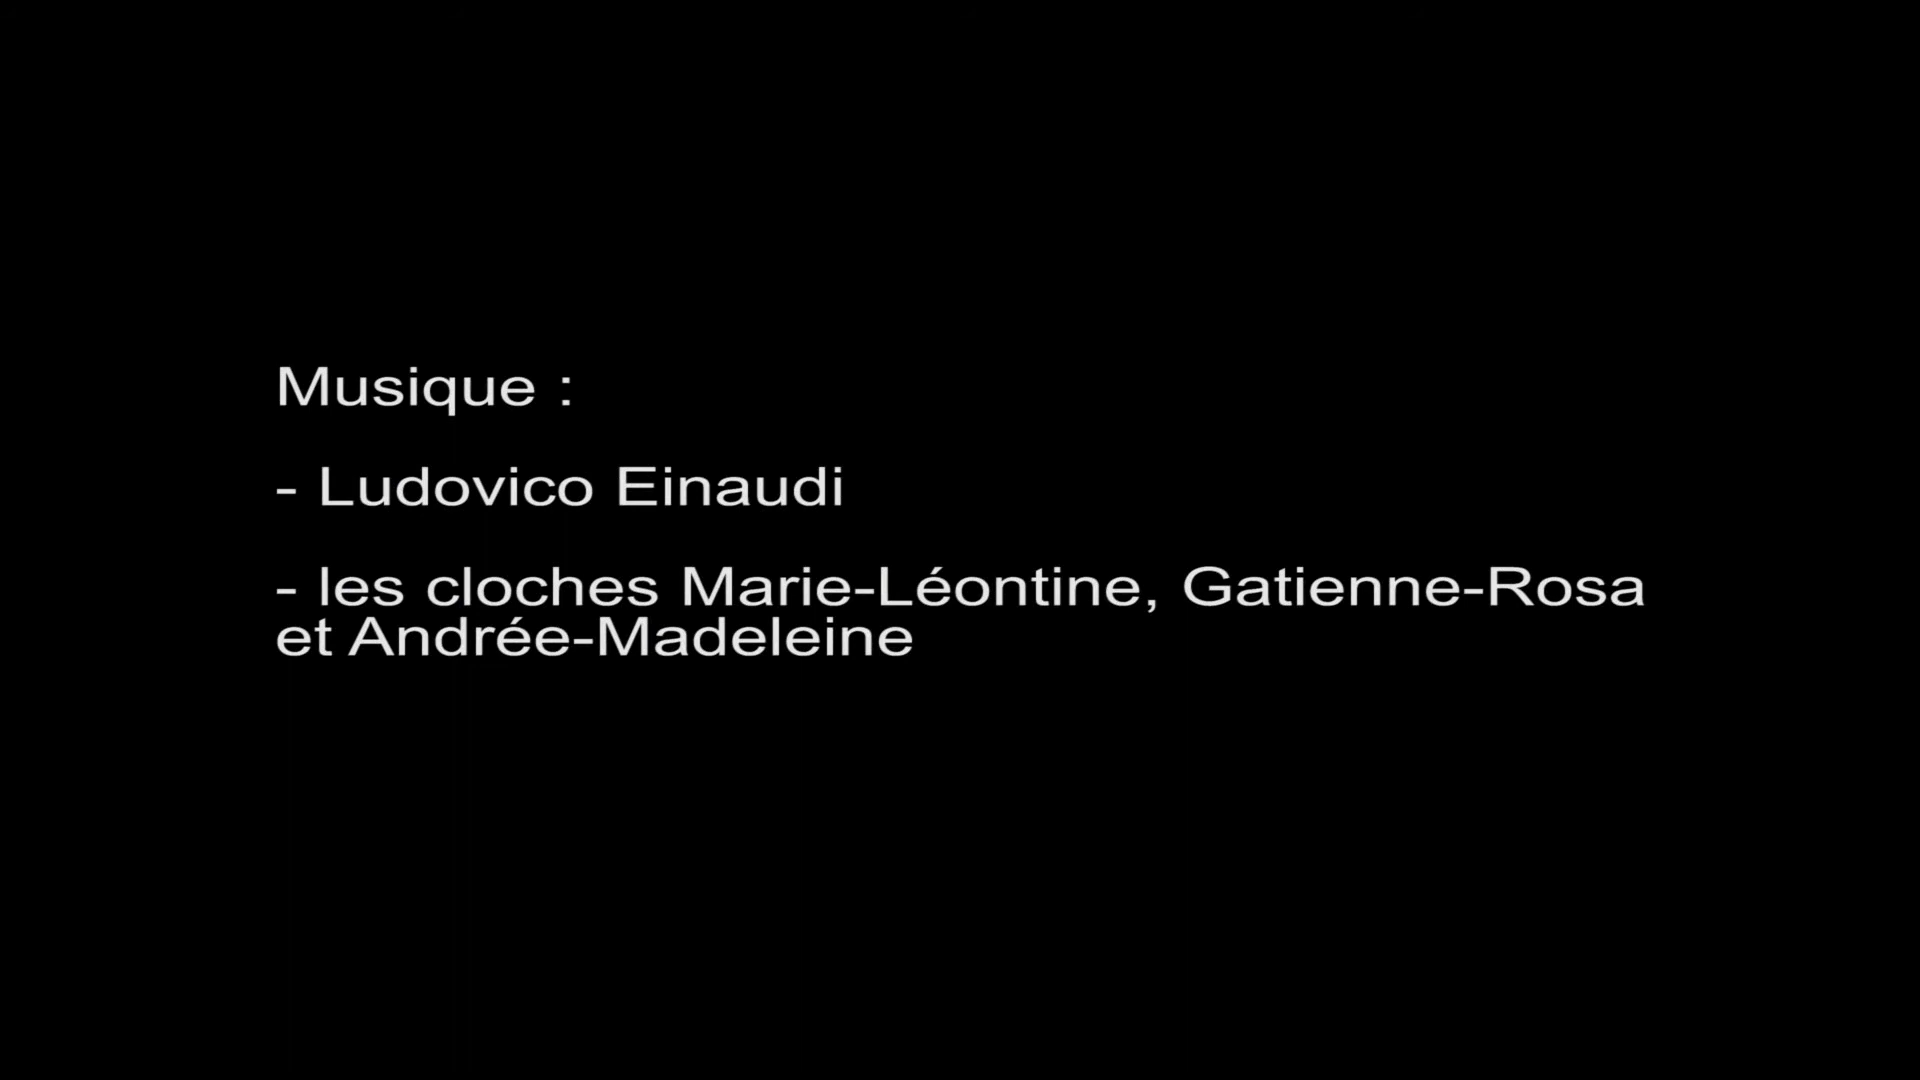 Musique :
- Ludovico Einaudi
- les cloches Marie-Léontine, Gatienne-Rosa
et Andrée-Madeleine